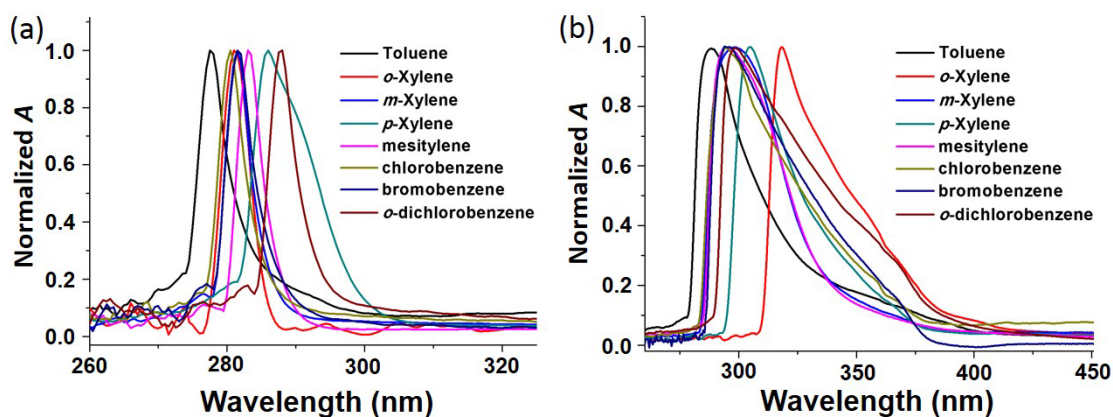 (a)
Normalized A
1.0
0.8
0.6
0.4
0.2
0.0
Toluene
o-Xylene
m-Xylene
p-Xylene
mesitylene
chlorobenzene
bromobenzene
o-dichlorobenzene
260 280 300 320
Wavelength (nm)
(b)
Normalized A
1.0
0.8
0.6
0.4
0.2
0.0
Toluene
o-Xylene
m-Xylene
p-Xylene
mesitylene
chlorobenzene
bromobenzene
o-dichlorobenzene
300 350 400 450
Wavelength (nm)